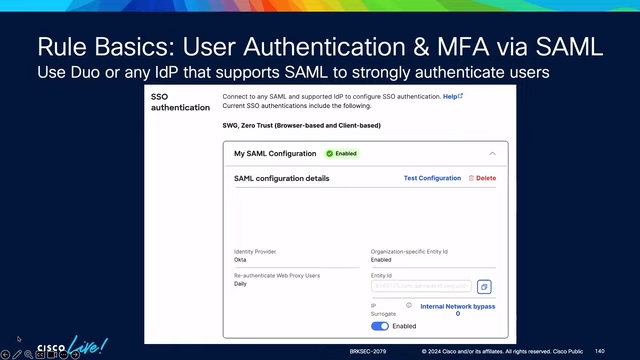 Rule Basics: User Authentication & MFA via SAML
Use Duo or any IdP that supports SAML to strongly authenticate users
SSO
authentication
Connect to any SAML and supported IdP to configure SSO authentication. Help
Current SSO authentications include the following.
SWG, Zero Trust (Browser-based and Client-based)
My SAML Configuration
Enabled
SAML configuration details
Test Configuration
Delete
Identity Provider
Okta
Organization-specific Entity Id
Enabled
Re-authenticate Web Proxy Users
Daily
Entity Id
IP
Surrogate
Internal Network bypass
0
Enabled
CISCO Live!
BRKSEC-2079
© 2024 Cisco and/or its affiliates. All rights reserved. Cisco Public
140